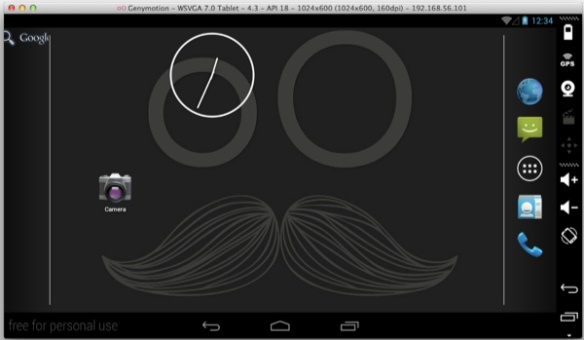 Genymotion - WSVGA 7.0 Tablet - 4.3 - API 18 - 1024x600 (1024x600, 160dpi) - 192.168.56.101
12:34
Google
GPS
Camera
free for personal use